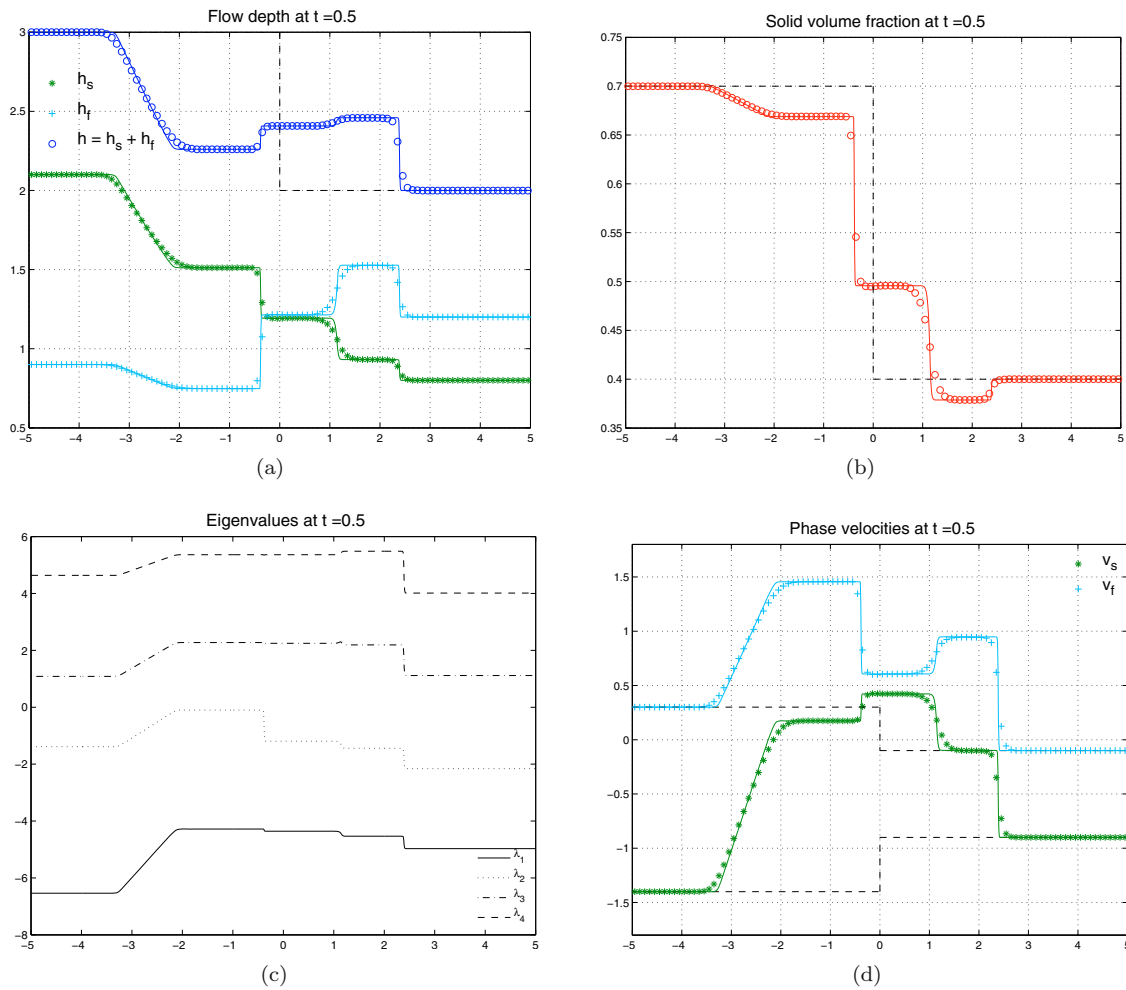 Flow depth at t =0.5
3
2.5
2
1.5
1
0.5
h_s
h_f
h = h_s + h_f
−5 −4 −3 −2 −1 0 1 2 3 4 5
(a)
Solid volume fraction at t =0.5
0.75
0.7
0.65
0.6
0.55
0.5
0.45
0.4
0.35
−5 −4 −3 −2 −1 0 1 2 3 4 5
(b)
Eigenvalues at t =0.5
6
4
2
0
−2
−4
−6
−8
λ_1
λ_2
λ_3
λ_4
−5 −4 −3 −2 −1 0 1 2 3 4 5
(c)
Phase velocities at t =0.5
v_s
v_f
1.5
1
0.5
0
−0.5
−1
−1.5
−5 −4 −3 −2 −1 0 1 2 3 4 5
(d)